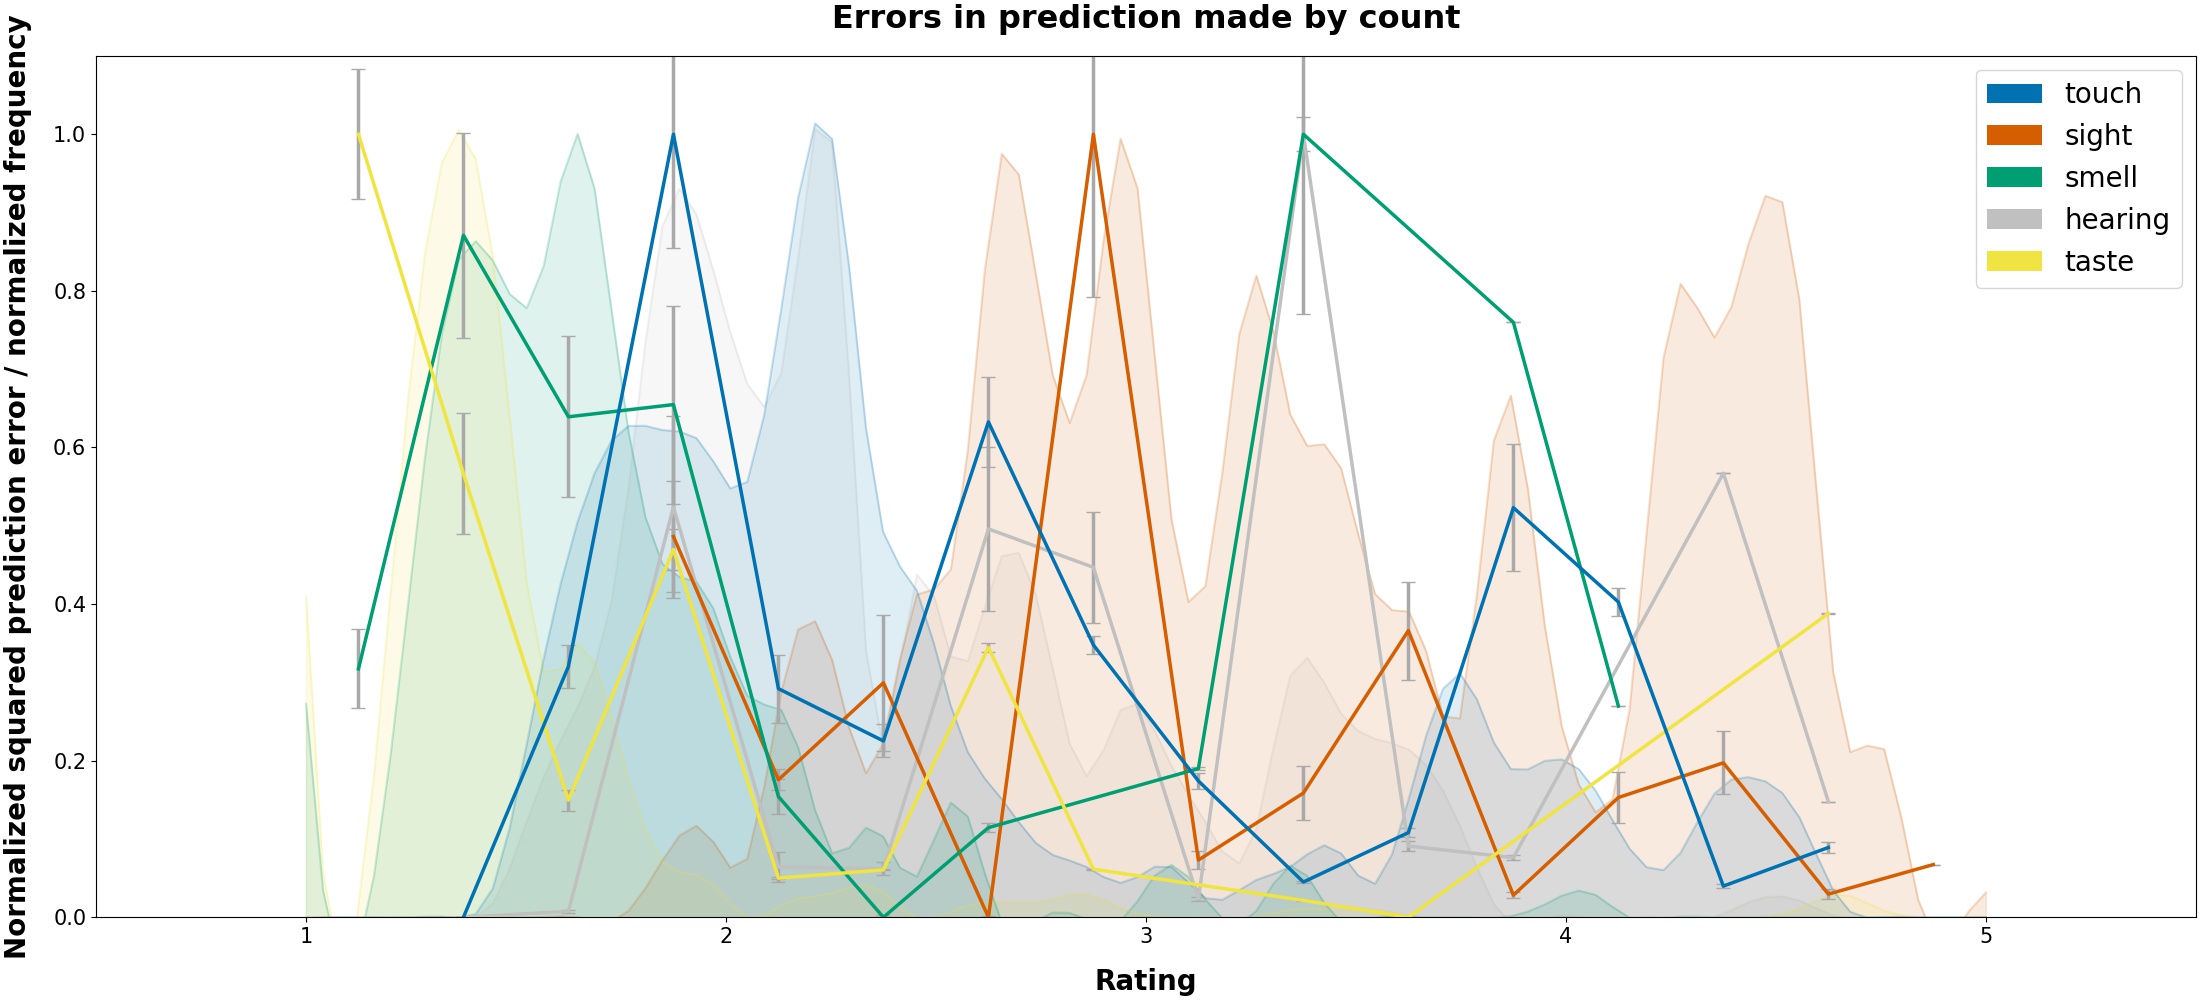 Errors in prediction made by count
Normalized squared prediction error / normalized frequency
1.0
0.8
0.6
0.4
0.2
0.0
1 2 3 4 5
Rating
touch
sight
smell
hearing
taste